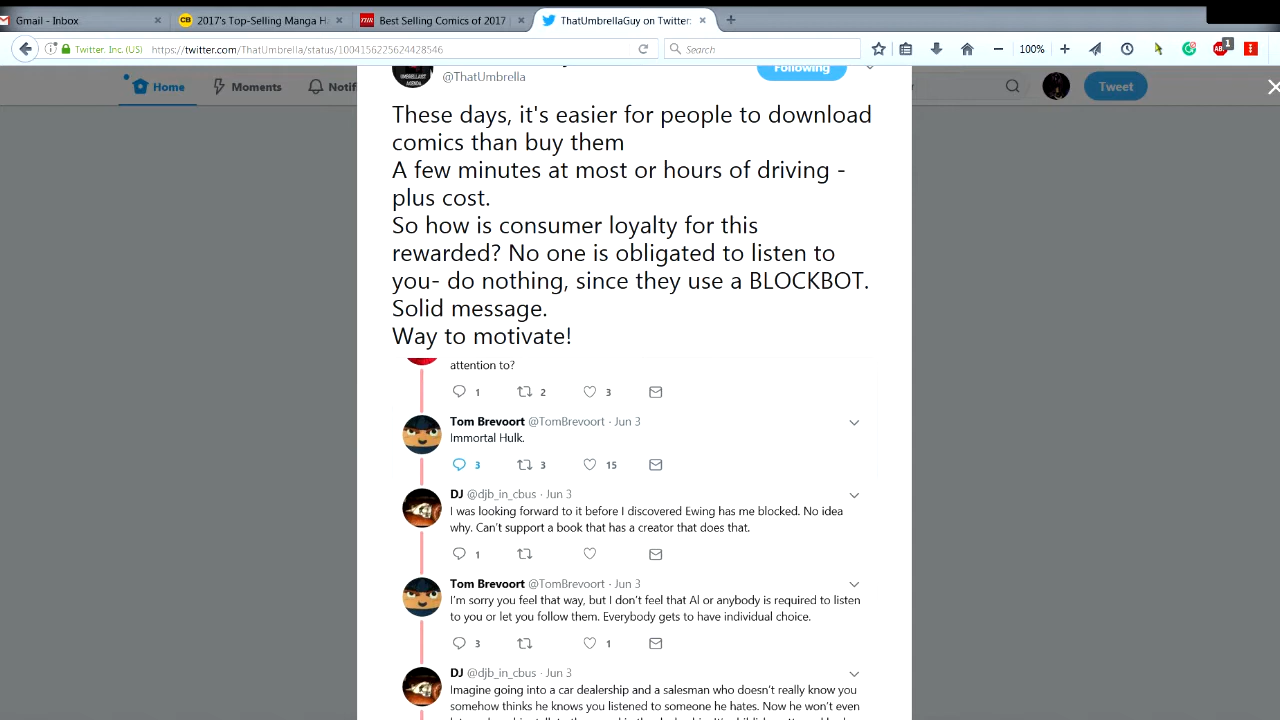 Gmail - Inbox
2017's Top-Selling Manga H
Best Selling Comics of 2017
ThatUmbrellaGuy on Twitter:
Twitter, Inc. (US)
https://twitter.com/ThatUmbrella/status/1004156225624428546
Search
100%
1
@ThatUmbrella
Following
Home
Moments
Notif
Tweet
These days, it's easier for people to download
comics than buy them
A few minutes at most or hours of driving -
plus cost.
So how is consumer loyalty for this
rewarded? No one is obligated to listen to
you- do nothing, since they use a BLOCKBOT.
Solid message.
Way to motivate!
attention to?
1 2 3
Tom Brevoort @TomBrevoort · Jun 3
Immortal Hulk.
3 3 15
DJ @djb_in_cbus · Jun 3
I was looking forward to it before I discovered Ewing has me blocked. No idea
why. Can't support a book that has a creator that does that.
1
Tom Brevoort @TomBrevoort · Jun 3
I'm sorry you feel that way, but I don't feel that Al or anybody is required to listen
to you or let you follow them. Everybody gets to have individual choice.
3 1
DJ @djb_in_cbus · Jun 3
Imagine going into a car dealership and a salesman who doesn't really know you
somehow thinks he knows you listened to someone he hates. Now he won't even